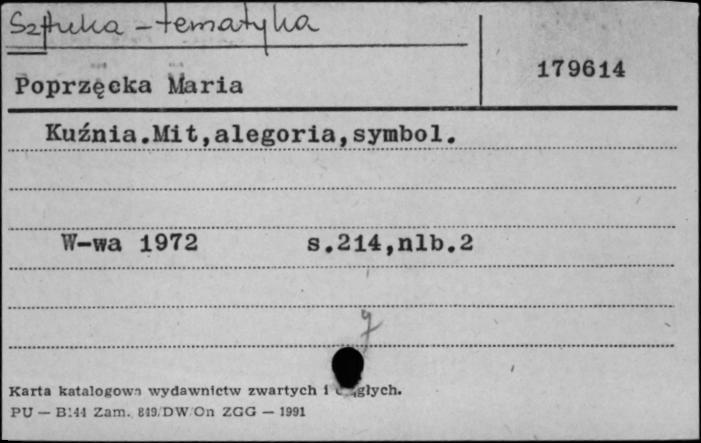 Sztuka - tematyka
179614
Poprzęcka Maria
Kuźnia.Mit,alegoria,symbol.
W-wa 1972 s.214,nlb.2
Karta katalogowa wydawnictw zwartych i
PU — B:44 Zam. 849/DW/On ZGG — 1991